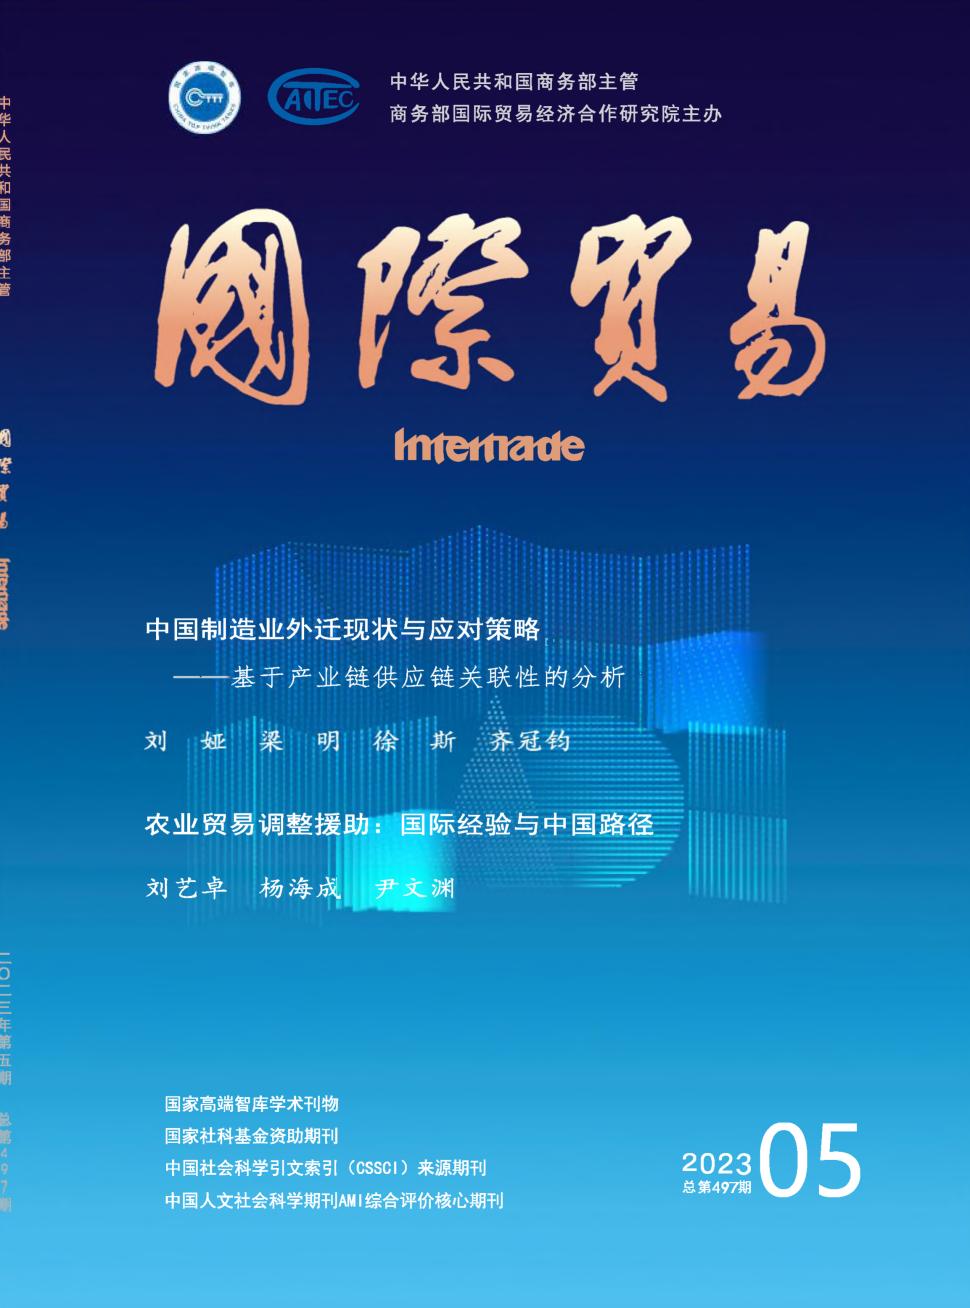 中华人民共和国商务部主管
商务部国际贸易经济合作研究院主办
CAITEC
國際貿易
Intertrade
中国制造业外迁现状与应对策略
——基于产业链供应链关联性的分析
刘 娅 梁 明 徐 斯 齐冠钧
农业贸易调整援助：国际经验与中国路径
刘艺卓 杨海成 尹文渊
国家高端智库学术刊物
国家社科基金资助期刊
中国社会科学引文索引（CSSCI）来源期刊
中国人文社会科学期刊AMI综合评价核心期刊
2023
总第497期
05
中华人民共和国商务部主管
國際貿易 Intertrade
二〇二三年第五期 总第497期